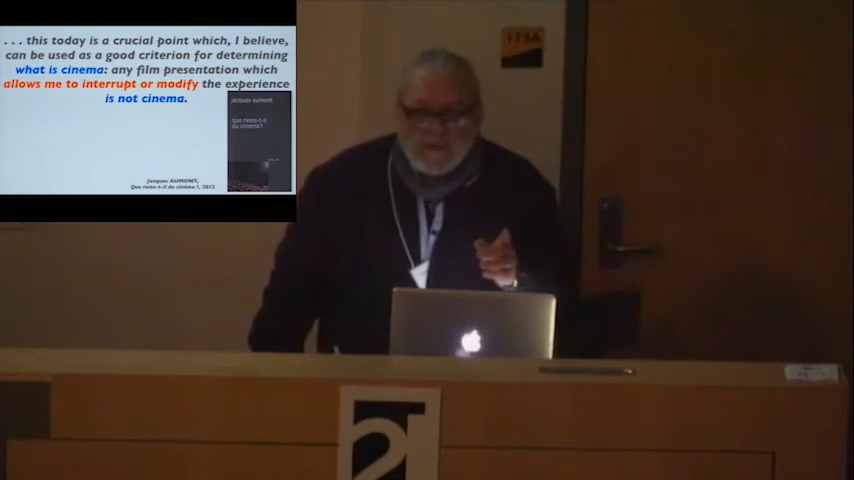 . . . this today is a crucial point which, I believe,
can be used as a good criterion for determining
what is cinema: any film presentation which
allows me to interrupt or modify the experience
is not cinema.
jacques aumont
que reste-t-il
du cinéma ?
Jacques AUMONT,
Que reste-t-il du cinéma ?, 2012
175A
21